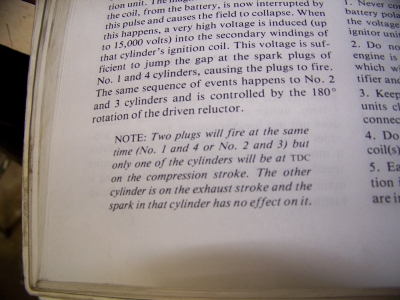 tion unit. The
the coil, from the battery, is now interrupted by
this pulse and causes the field to collapse. When
this happens, a very high voltage is induced (up
to 15,000 volts) into the secondary windings of
that cylinder's ignition coil. This voltage is suf-
ficient to jump the gap at the spark plugs of
No. 1 and 4 cylinders, causing the plugs to fire.
The same sequence of events happens to No. 2
and 3 cylinders and is controlled by the 180°
rotation of the driven reluctor.
NOTE: Two plugs will fire at the same
time (No. 1 and 4 or No. 2 and 3) but
only one of the cylinders will be at TDC
on the compression stroke. The other
cylinder is on the exhaust stroke and the
spark in that cylinder has no effect on it.
1. Never
battery
the voltage
ignitor
2. Do
engine is
which
tifier and
3. Keep
units
connec
4. Do
coil(s)
5.
tion
are